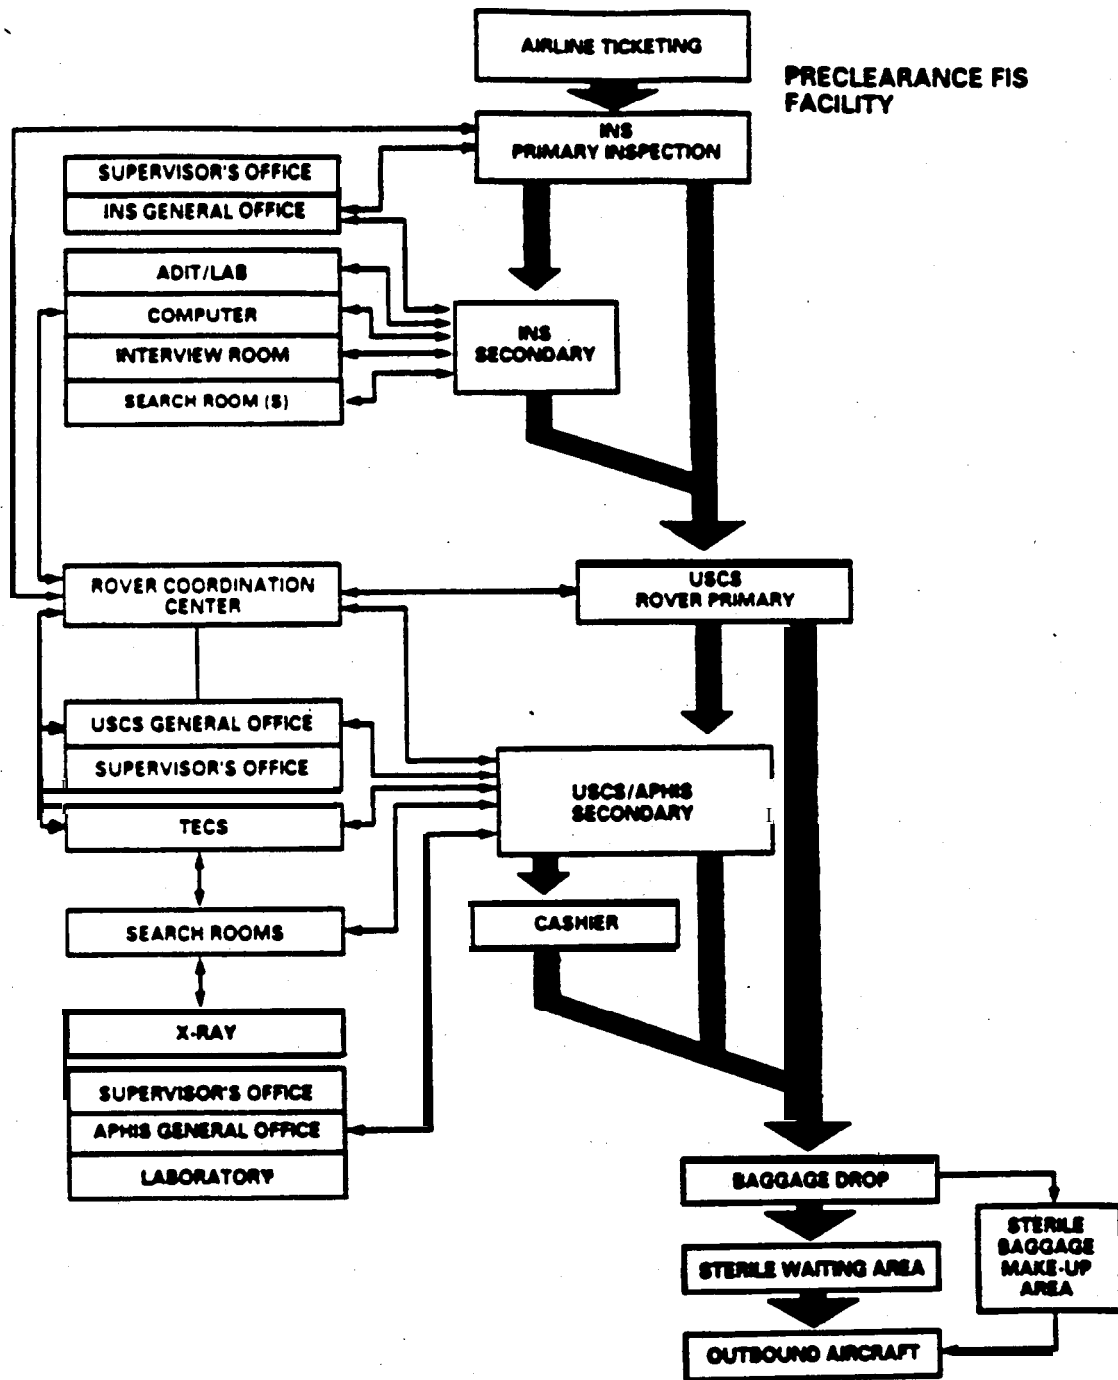 AIRLINE TICKETING
PRECLEARANCE FIS
FACILITY
INS
PRIMARY INSPECTION
SUPERVISOR'S OFFICE
INS GENERAL OFFICE
ADIT/LAB
COMPUTER
INTERVIEW ROOM
SEARCH ROOM (S)
INS
SECONDARY
ROVER COORDINATION
CENTER
USCS
ROVER PRIMARY
USCS GENERAL OFFICE
SUPERVISOR'S OFFICE
TECS
USCS/APHIS
SECONDARY
SEARCH ROOMS
CASHIER
X-RAY
SUPERVISOR'S OFFICE
APHIS GENERAL OFFICE
LABORATORY
BAGGAGE DROP
STERILE WAITING AREA
STERILE
BAGGAGE
MAKE-UP
AREA
OUTBOUND AIRCRAFT